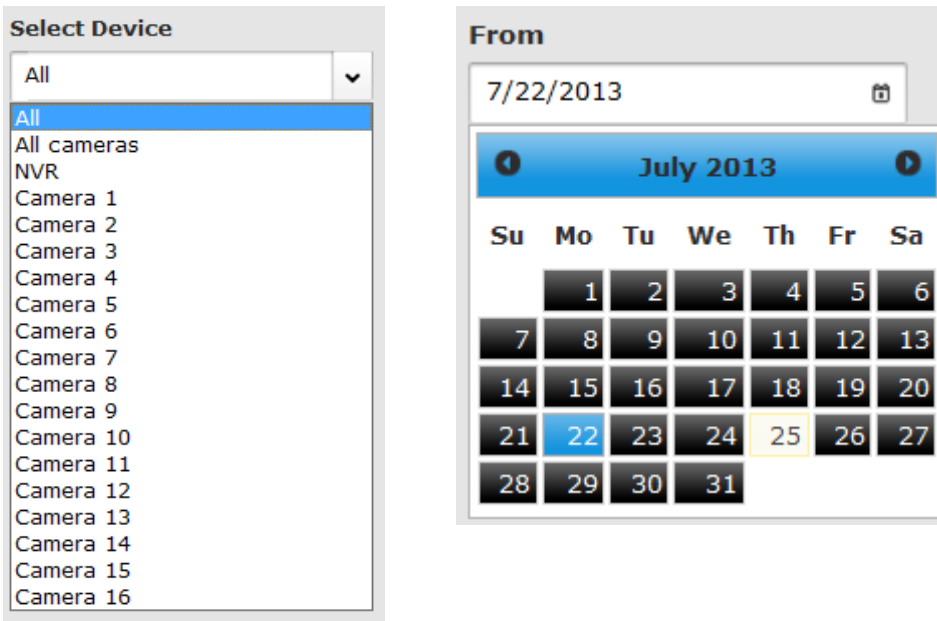 Select Device
All
All
All cameras
NVR
Camera 1
Camera 2
Camera 3
Camera 4
Camera 5
Camera 6
Camera 7
Camera 8
Camera 9
Camera 10
Camera 11
Camera 12
Camera 13
Camera 14
Camera 15
Camera 16
From
7/22/2013
July 2013
Su Mo Tu We Th Fr Sa
1 2 3 4 5 6
7 8 9 10 11 12 13
14 15 16 17 18 19 20
21 22 23 24 25 26 27
28 29 30 31